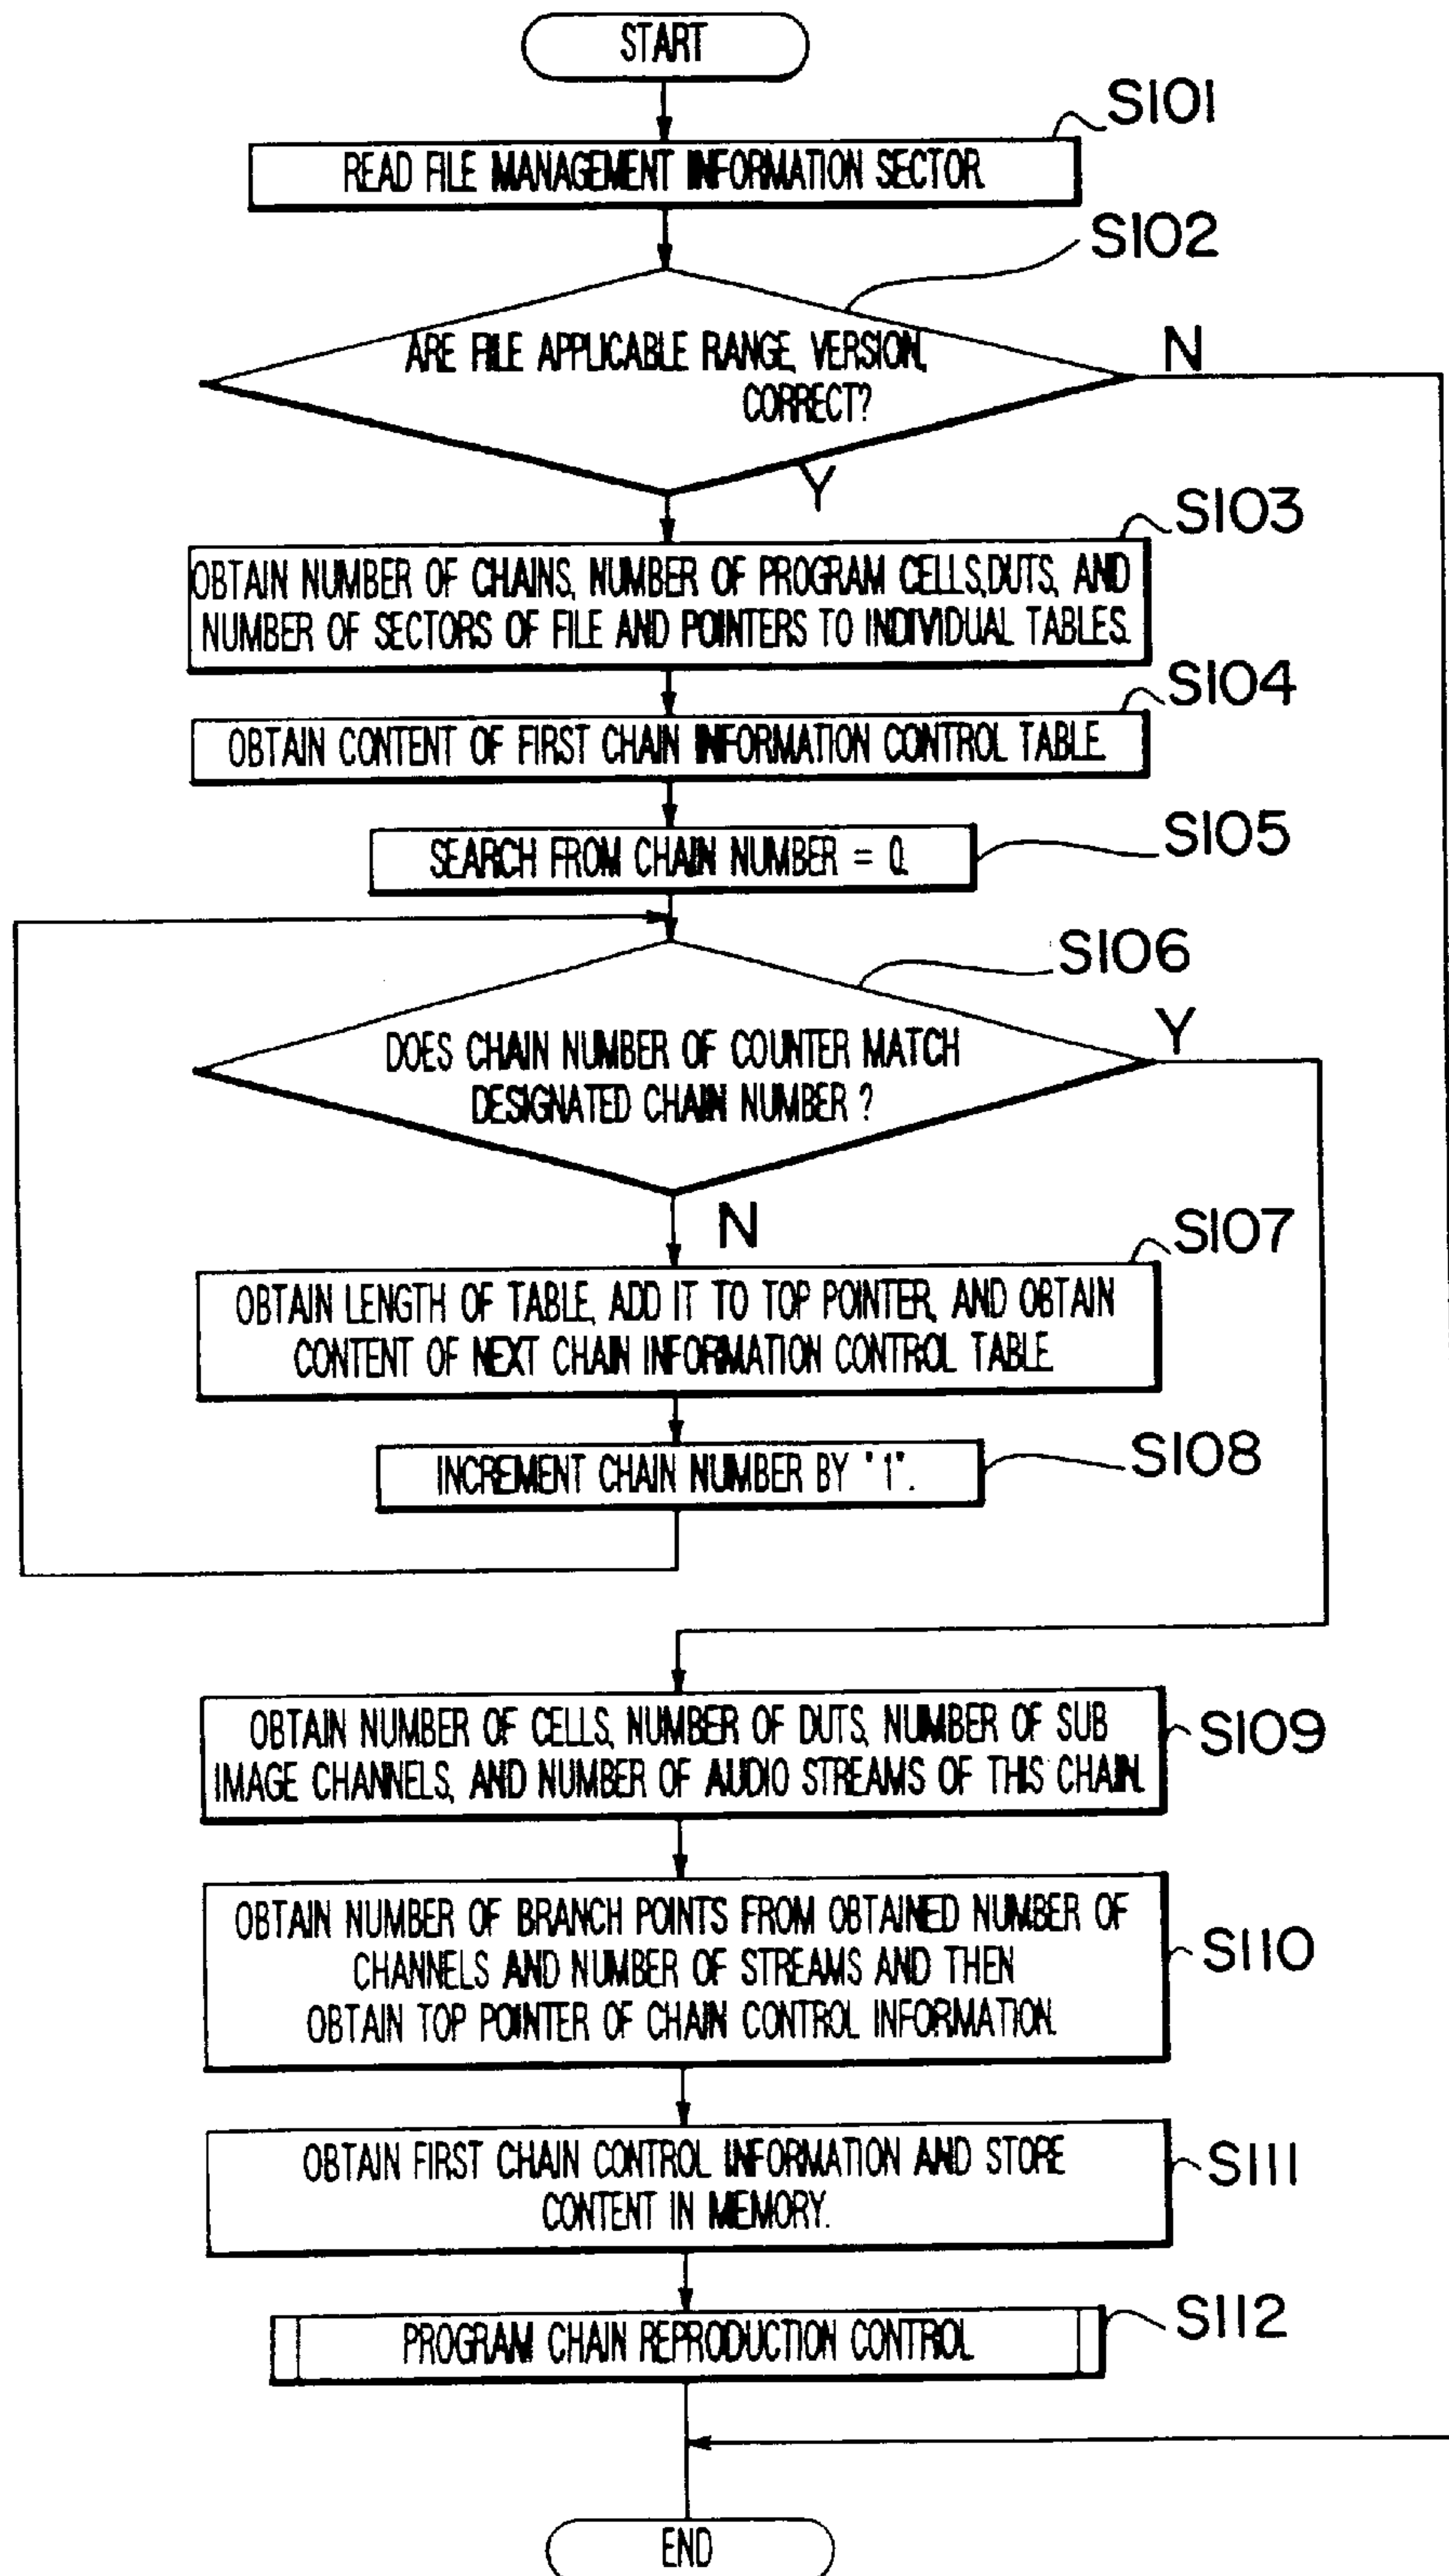 START
S101
READ FILE MANAGEMENT INFORMATION SECTOR.
S102
ARE FILE APPLICABLE RANGE, VERSION,
CORRECT?
N
Y
S103
OBTAIN NUMBER OF CHAINS, NUMBER OF PROGRAM CELLS,DUTS, AND
NUMBER OF SECTORS OF FILE AND POINTERS TO INDIVIDUAL TABLES.
S104
OBTAIN CONTENT OF FIRST CHAIN INFORMATION CONTROL TABLE.
S105
SEARCH FROM CHAIN NUMBER = 0.
S106
DOES CHAIN NUMBER OF COUNTER MATCH
DESIGNATED CHAIN NUMBER ?
Y
N
S107
OBTAIN LENGTH OF TABLE, ADD IT TO TOP POINTER, AND OBTAIN
CONTENT OF NEXT CHAIN INFORMATION CONTROL TABLE.
S108
INCREMENT CHAIN NUMBER BY "1".
S109
OBTAIN NUMBER OF CELLS, NUMBER OF DUTS, NUMBER OF SUB
IMAGE CHANNELS, AND NUMBER OF AUDIO STREAMS OF THIS CHAIN.
S110
OBTAIN NUMBER OF BRANCH POINTS FROM OBTAINED NUMBER OF
CHANNELS AND NUMBER OF STREAMS AND THEN
OBTAIN TOP POINTER OF CHAIN CONTROL INFORMATION.
S111
OBTAIN FIRST CHAIN CONTROL INFORMATION AND STORE
CONTENT IN MEMORY.
S112
PROGRAM CHAIN REPRODUCTION CONTROL
END